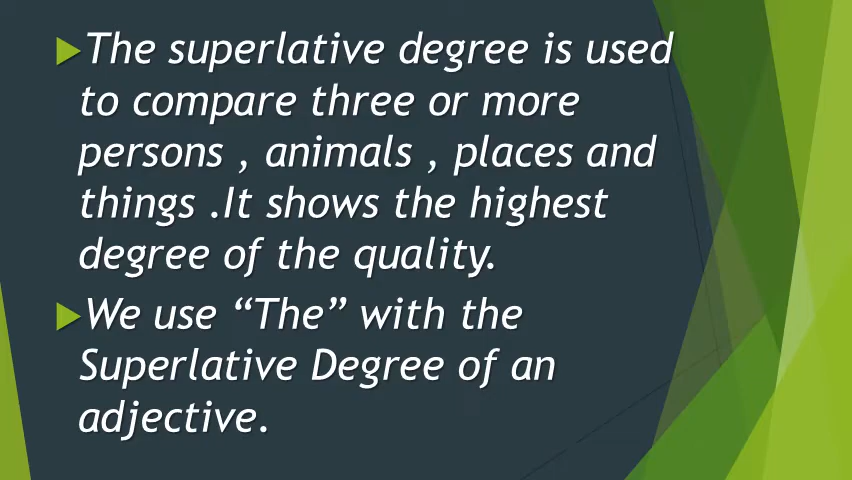 The superlative degree is used
to compare three or more
persons , animals , places and
things .It shows the highest
degree of the quality.
We use “The” with the
Superlative Degree of an
adjective.